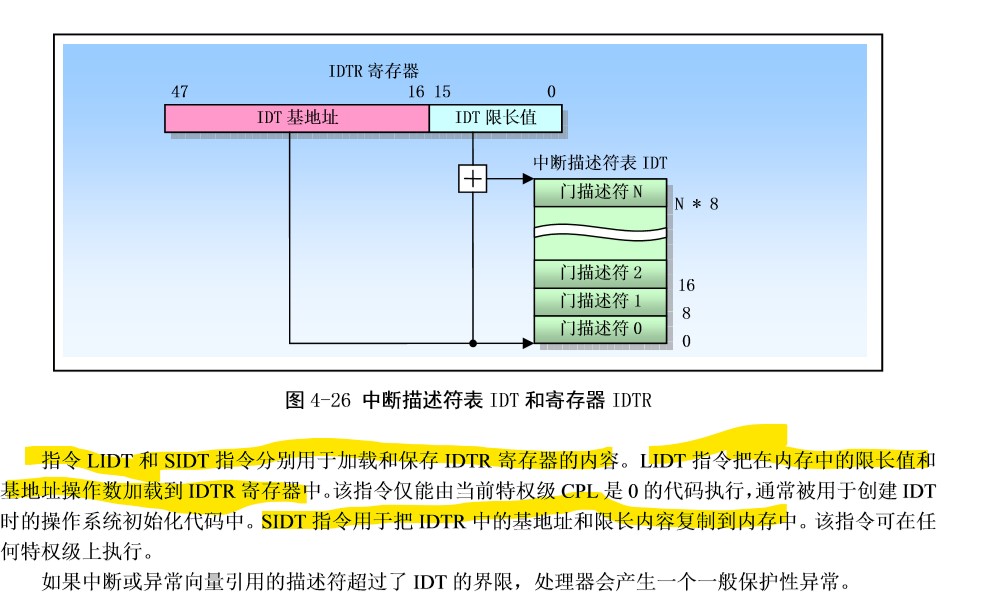 IDTR 寄存器
47 16 15 0
IDT 基地址 IDT 限长值
中断描述符表 IDT
门描述符 N
N * 8
门描述符 2
16
门描述符 1
8
门描述符 0
0
图 4-26 中断描述符表 IDT 和寄存器 IDTR
指令 LIDT 和 SIDT 指令分别用于加载和保存 IDTR 寄存器的内容。LIDT 指令把在内存中的限长值和
基地址操作数加载到 IDTR 寄存器中。该指令仅能由当前特权级 CPL 是 0 的代码执行，通常被用于创建 IDT
时的操作系统初始化代码中。SIDT 指令用于把 IDTR 中的基地址和限长内容复制到内存中。该指令可在任
何特权级上执行。
如果中断或异常向量引用的描述符超过了 IDT 的界限，处理器会产生一个一般保护性异常。